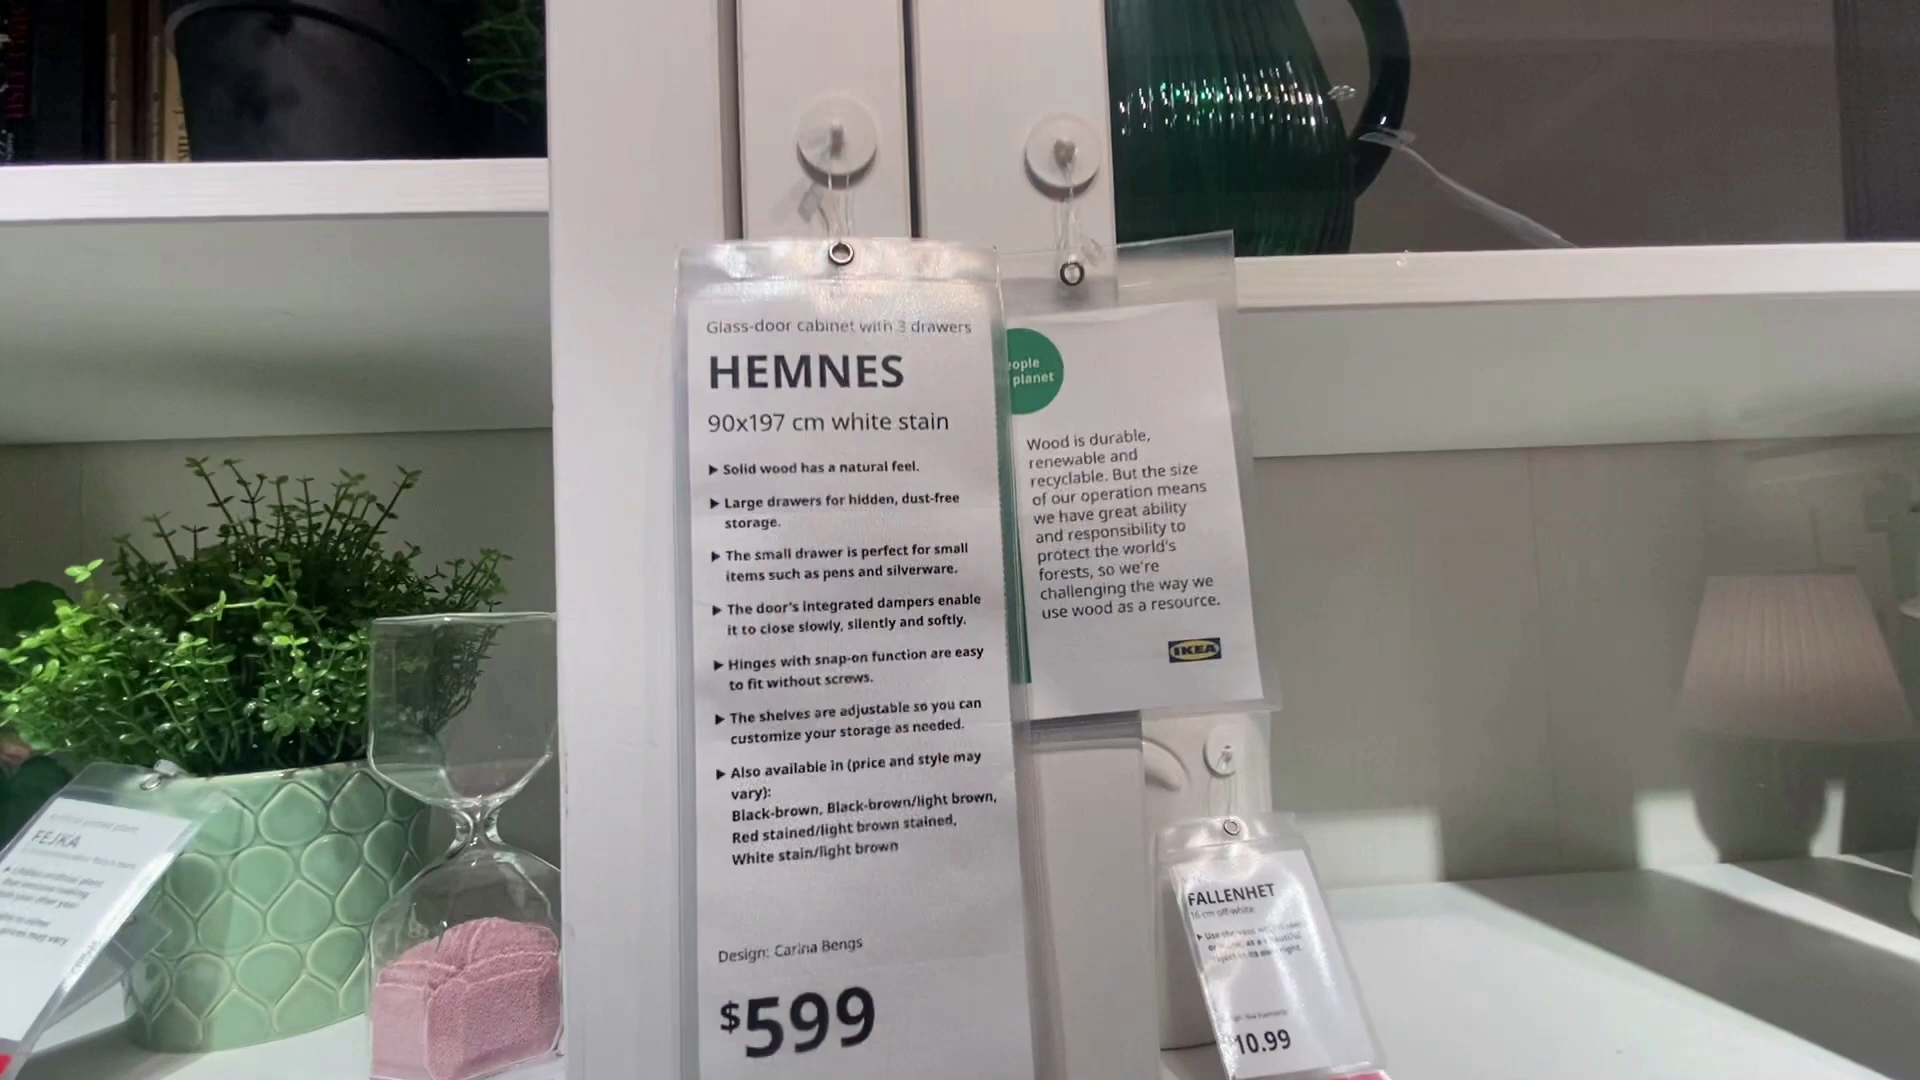 Glass-door cabinet with 3 drawers
HEMNES
90x197 cm white stain
▶ Solid wood has a natural feel.
▶ Large drawers for hidden, dust-free
storage.
▶ The small drawer is perfect for small
items such as pens and silverware.
▶ The door's integrated dampers enable
it to close slowly, silently and softly.
▶ Hinges with snap-on function are easy
to fit without screws.
▶ The shelves are adjustable so you can
customize your storage as needed.
▶ Also available in (price and style may
vary):
Black-brown, Black-brown/light brown,
Red stained/light brown stained,
White stain/light brown
Design: Carina Bengs
$599
eople
planet
Wood is durable,
renewable and
recyclable. But the size
of our operation means
we have great ability
and responsibility to
protect the world's
forests, so we're
challenging the way we
use wood as a resource.
IKEA
FEJKA
FALLENHET
16 cm off-white
10.99